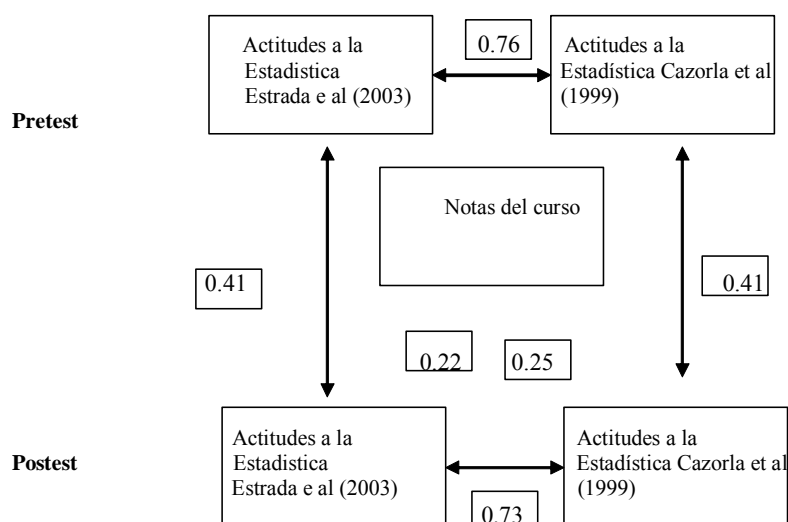 0.76
Actitudes a la
Estadistica
Estrada e al (2003)
Actitudes a la
Estadística Cazorla et al
(1999)
Pretest
Notas del curso
0.41
0.41
0.22
0.25
Actitudes a la
Estadistica
Estrada e al (2003)
Actitudes a la
Estadística Cazorla et al
(1999)
Postest
0.73